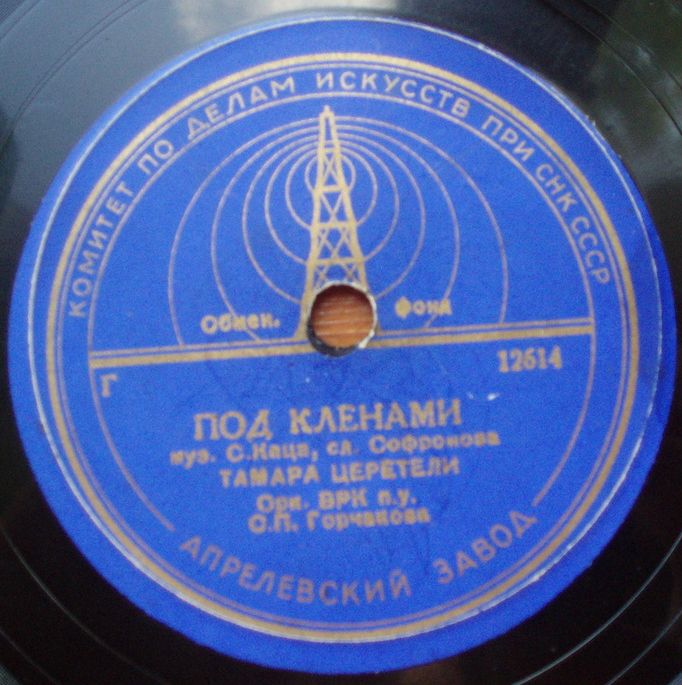 КОМИТЕТ ПО ДЕЛАМ ИСКУССТВ ПРИ СНК СССР
Обмен. фонд
Г 12614
ПОД КЛЕНАМИ
муз. С.Каца, сл. Софронова
ТАМАРА ЦЕРЕТЕЛИ
Орк. ВРК п.у.
С.П. Горчакова
АПРЕЛЕВСКИЙ ЗАВОД